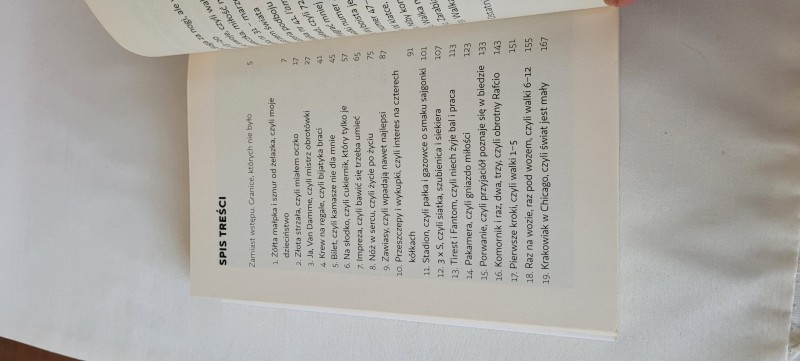 SPIS TREŚCI
Zamiast wstępu. Granice, których nie było 5
1. Żółta małpka i sznur od żelazka, czyli moje
dzieciństwo 7
2. Złota strzała, czyli miałem oczko 17
3. Ja, Van Damme, czyli mistrz obrotówki 27
4. Krew na regale, czyli bijatyka braci 41
5. Bilet, czyli kamasze nie dla mnie 45
6. Na słodko, czyli cukiernik, który tylko je 57
7. Impreza, czyli bawić się trzeba umieć 65
8. Nóż w sercu, czyli życie po życiu 75
9. Zawiasy, czyli wpadają nawet najlepsi 87
10. Przeszczepy i wykupki, czyli interes na czterech
kółkach 91
11. Stadion, czyli pałka i gazowce o smaku sajgonki 101
12. 3 x S, czyli siatka, szubienica i siekiera 107
13. Tirest i Fantom, czyli niech żyje bal i praca 113
14. Pakamera, czyli gniazdo miłości 123
15. Porwanie, czyli przyjaciół poznaje się w biedzie 133
16. Komornik i raz, dwa, trzy, czyli obrotny Rafcio 143
17. Pierwsze kroki, czyli walki 1–5 151
18. Raz na wozie, raz pod wozem, czyli walki 6–12 155
19. Krakowiak w Chicago, czyli świat jest mały 167